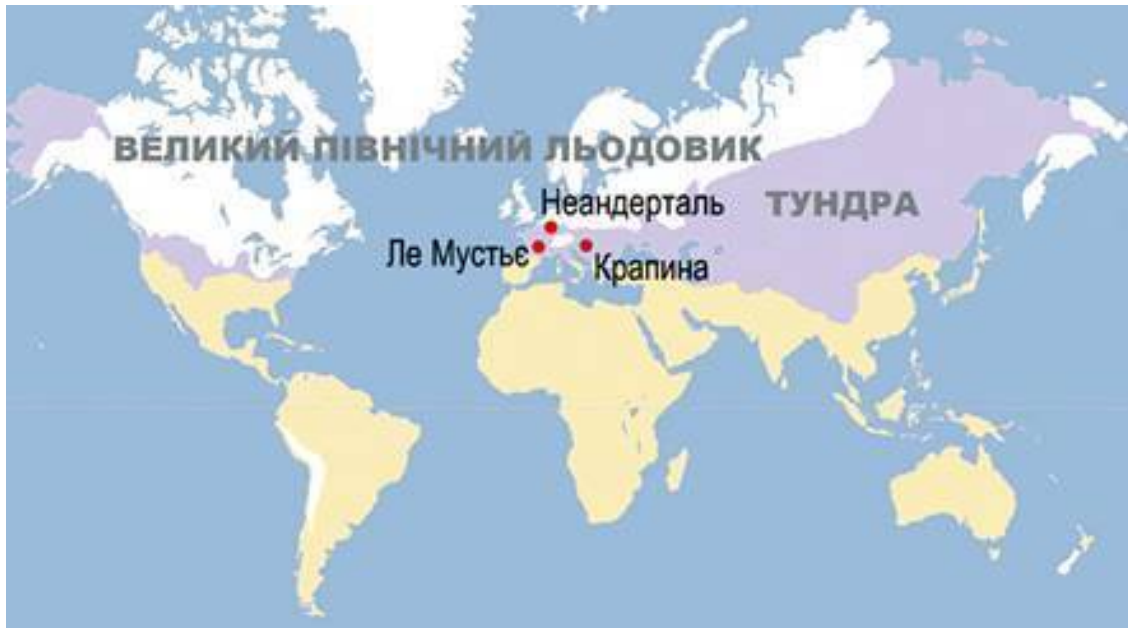 ВЕЛИКИЙ ПІВНІЧНИЙ ЛЬОДОВИК
Неандерталь
ТУНДРА
Ле Мустьє
Крапина